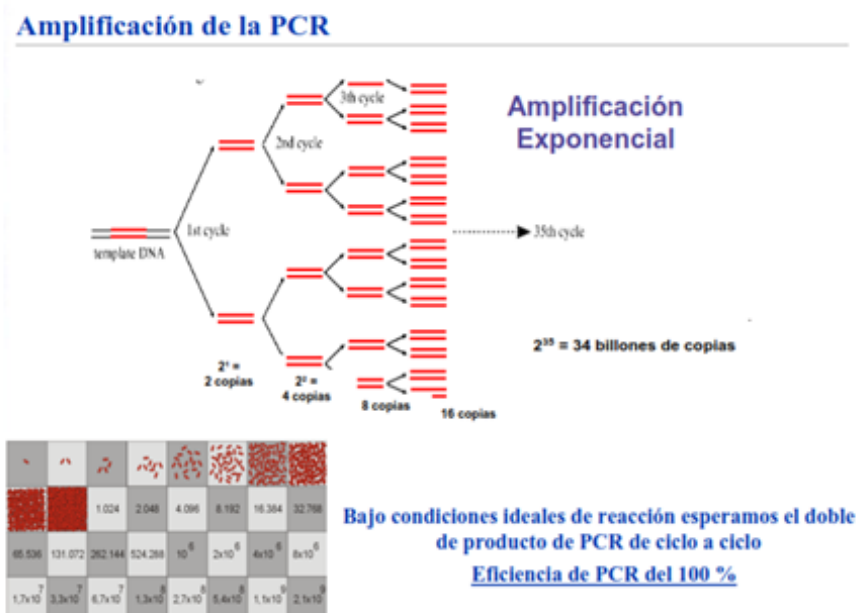 Amplificación de la PCR
3th cycle
Amplificación
Exponencial
2nd cycle
1st cycle
35th cycle
template DNA
2³⁵ = 34 billones de copias
2¹ =
2 copias
2² =
4 copias
8 copias
16 copias
1.024 2.048 4.096 8.192 16.384 32.768
65.536 131.072 262.144 524.288 10⁶ 2x10⁶ 4x10⁶ 8x10⁶
1,7x10⁷ 3,3x10⁷ 6,7x10⁷ 1,3x10⁸ 2,7x10⁸ 5,4x10⁸ 1,1x10⁹ 2,1x10⁹
Bajo condiciones ideales de reacción esperamos el doble
de producto de PCR de ciclo a ciclo
Eficiencia de PCR del 100 %